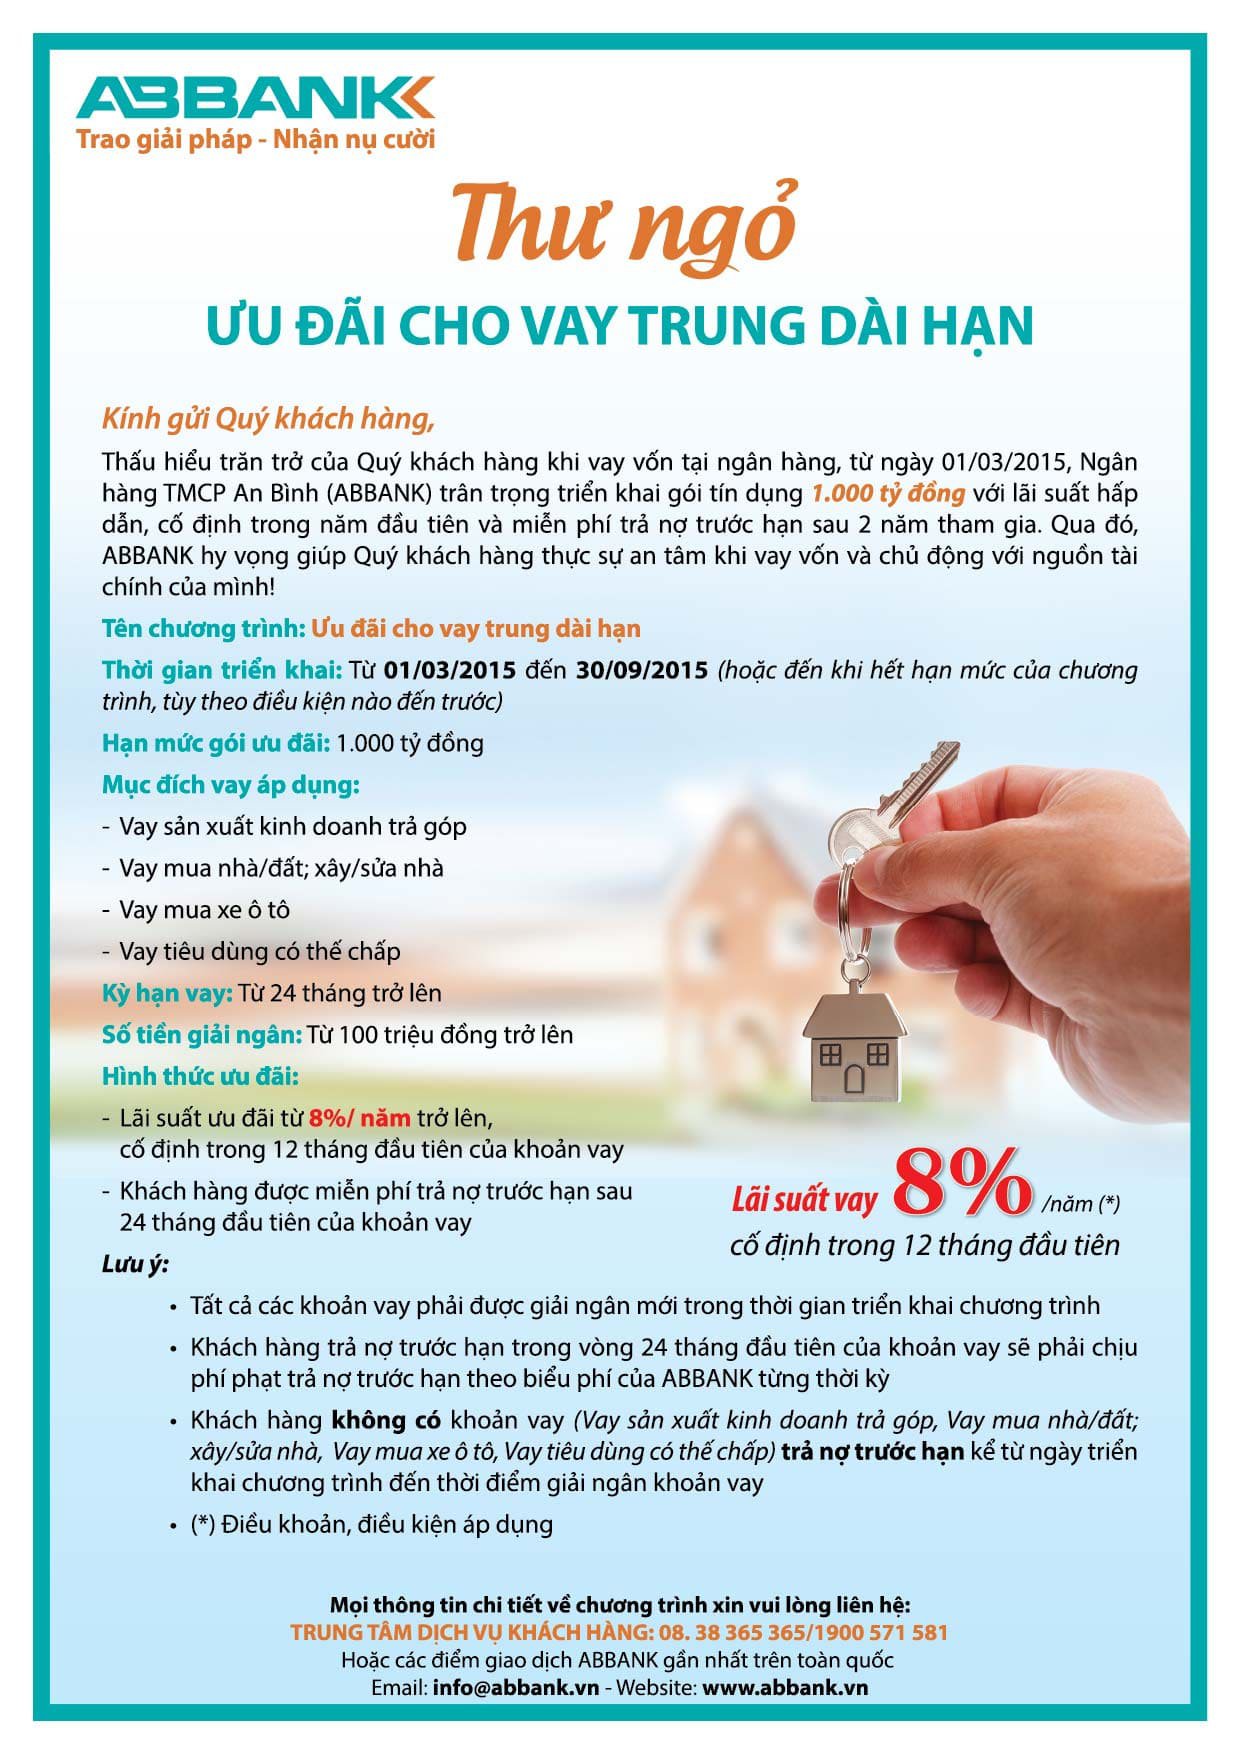 ABBANK
Trao giải pháp - Nhận nụ cười
Thư ngỏ
ƯU ĐÃI CHO VAY TRUNG DÀI HẠN
Kính gửi Quý khách hàng,
Thấu hiểu trăn trở của Quý khách hàng khi vay vốn tại ngân hàng, từ ngày 01/03/2015, Ngân
hàng TMCP An Bình (ABBANK) trân trọng triển khai gói tín dụng 1.000 tỷ đồng với lãi suất hấp
dẫn, cố định trong năm đầu tiên và miễn phí trả nợ trước hạn sau 2 năm tham gia. Qua đó,
ABBANK hy vọng giúp Quý khách hàng thực sự an tâm khi vay vốn và chủ động với nguồn tài
chính của mình!
Tên chương trình: Ưu đãi cho vay trung dài hạn
Thời gian triển khai: Từ 01/03/2015 đến 30/09/2015 (hoặc đến khi hết hạn mức của chương
trình, tùy theo điều kiện nào đến trước)
Hạn mức gói ưu đãi: 1.000 tỷ đồng
Mục đích vay áp dụng:
- Vay sản xuất kinh doanh trả góp
- Vay mua nhà/đất; xây/sửa nhà
- Vay mua xe ô tô
- Vay tiêu dùng có thế chấp
Kỳ hạn vay: Từ 24 tháng trở lên
Số tiền giải ngân: Từ 100 triệu đồng trở lên
Hình thức ưu đãi:
- Lãi suất ưu đãi từ 8%/ năm trở lên,
cố định trong 12 tháng đầu tiên của khoản vay
- Khách hàng được miễn phí trả nợ trước hạn sau
24 tháng đầu tiên của khoản vay
Lãi suất vay 8% /năm (*)
cố định trong 12 tháng đầu tiên
Lưu ý:
• Tất cả các khoản vay phải được giải ngân mới trong thời gian triển khai chương trình
• Khách hàng trả nợ trước hạn trong vòng 24 tháng đầu tiên của khoản vay sẽ phải chịu
phí phạt trả nợ trước hạn theo biểu phí của ABBANK từng thời kỳ
• Khách hàng không có khoản vay (Vay sản xuất kinh doanh trả góp, Vay mua nhà/đất;
xây/sửa nhà, Vay mua xe ô tô, Vay tiêu dùng có thế chấp) trả nợ trước hạn kể từ ngày triển
khai chương trình đến thời điểm giải ngân khoản vay
• (*) Điều khoản, điều kiện áp dụng
Mọi thông tin chi tiết về chương trình xin vui lòng liên hệ:
TRUNG TÂM DỊCH VỤ KHÁCH HÀNG: 08. 38 365 365/1900 571 581
Hoặc các điểm giao dịch ABBANK gần nhất trên toàn quốc
Email: info@abbank.vn - Website: www.abbank.vn